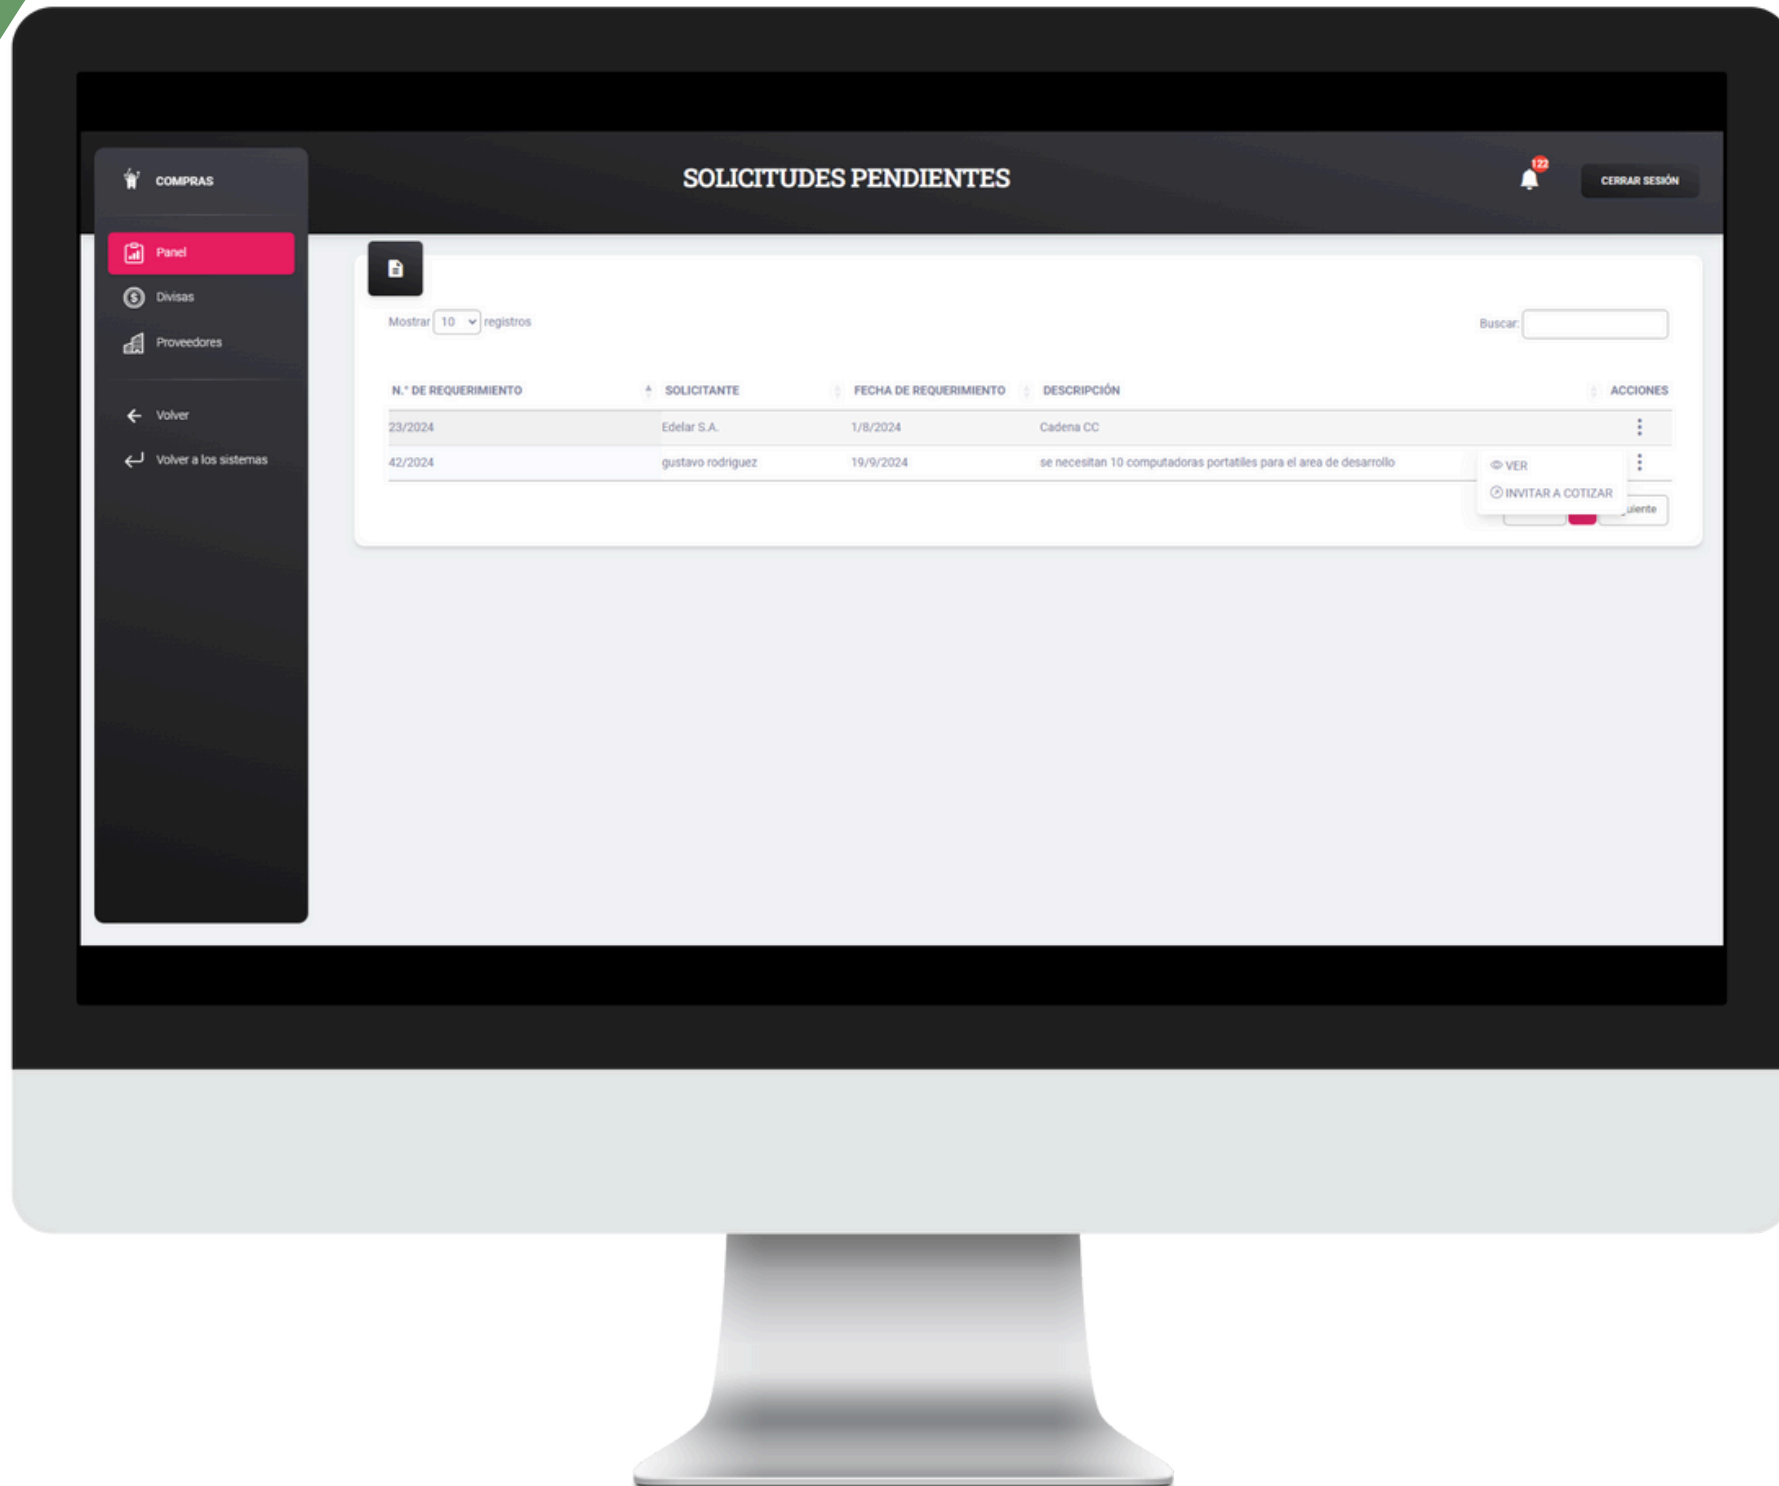 COMPRAS
SOLICITUDES PENDIENTES
122
CERRAR SESIÓN
Panel
Divisas
Proveedores
Volver
Volver a los sistemas
Mostrar 10 registros
Buscar:
N.° DE REQUERIMIENTO SOLICITANTE FECHA DE REQUERIMIENTO DESCRIPCIÓN ACCIONES
23/2024 Edelar S.A. 1/8/2024 Cadena CC
42/2024 gustavo rodriguez 19/9/2024 se necesitan 10 computadoras portatiles para el area de desarrollo
VER
INVITAR A COTIZAR